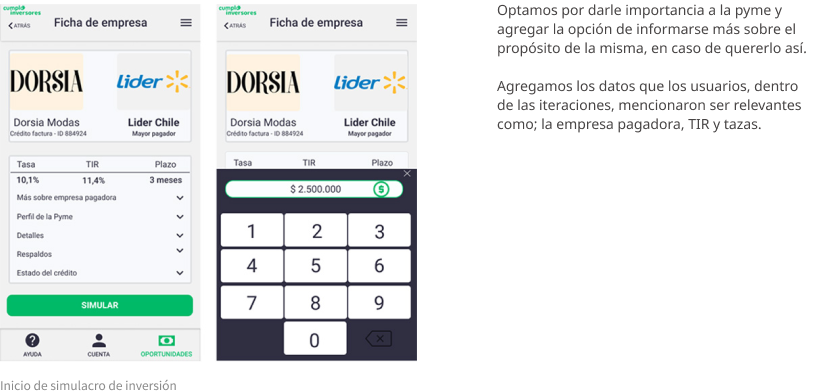 cumplo
inversores
ATRÁS
Ficha de empresa
DORSIA
Lider
Dorsia Modas
Lider Chile
Crédito factura - ID 884924
Mayor pagador
Tasa TIR Plazo
10,1% 11,4% 3 meses
Más sobre empresa pagadora
Perfil de la Pyme
Detalles
Respaldos
Estado del crédito
SIMULAR
AYUDA CUENTA OPORTUNIDADES
cumplo
inversores
ATRÁS
Ficha de empresa
DORSIA
Lider
Dorsia Modas
Lider Chile
Crédito factura - ID 884924
Mayor pagador
Tasa TIR Plazo
$ 2.500.000
$
1 2 3
4 5 6
7 8 9
0
Inicio de simulacro de inversión
Optamos por darle importancia a la pyme y
agregar la opción de informarse más sobre el
propósito de la misma, en caso de quererlo así.
Agregamos los datos que los usuarios, dentro
de las iteraciones, mencionaron ser relevantes
como; la empresa pagadora, TIR y tazas.